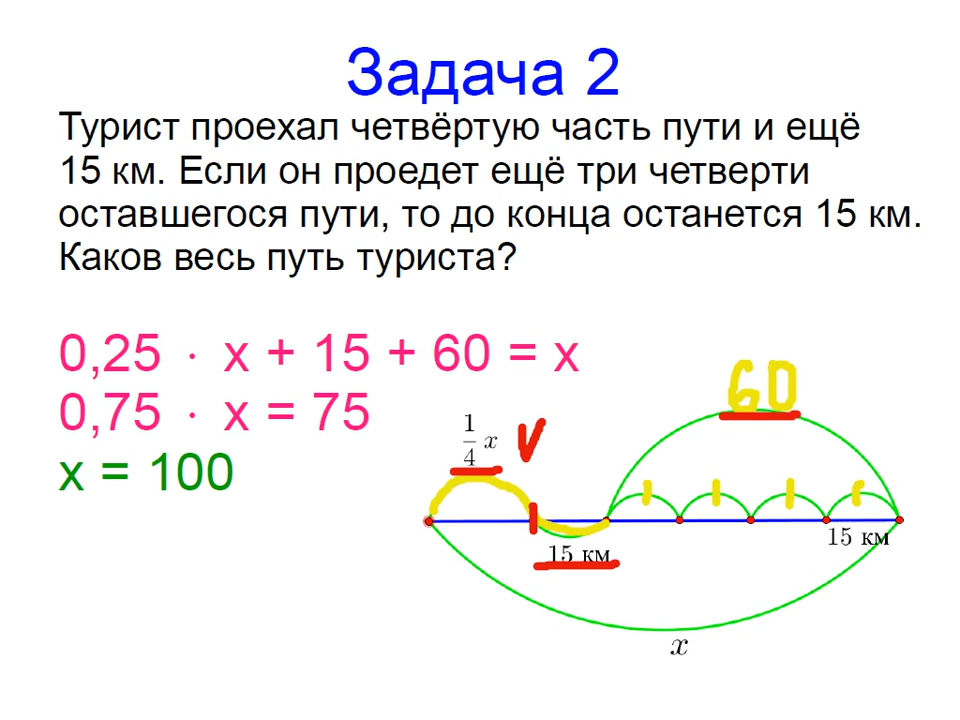 Задача 2
Турист проехал четвёртую часть пути и ещё
15 км. Если он проедет ещё три четверти
оставшегося пути, то до конца останется 15 км.
Каков весь путь туриста?
0,25 · x + 15 + 60 = x
0,75 · x = 75
x = 100
60
1/4 x
V
15 км
15 км
x